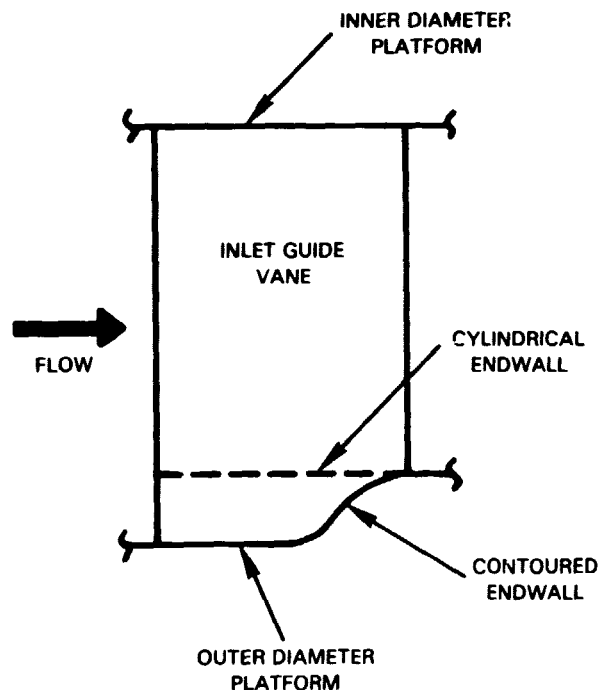 INNER DIAMETER
PLATFORM
INLET GUIDE
VANE
FLOW
CYLINDRICAL
ENDWALL
CONTOURED
ENDWALL
OUTER DIAMETER
PLATFORM